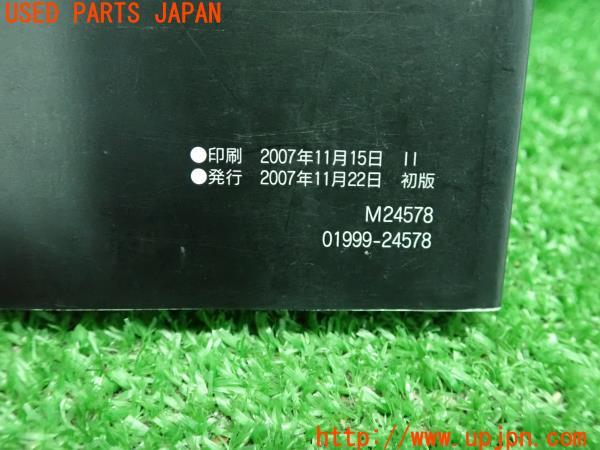 USED PARTS JAPAN
●印刷 2007年11月15日 II
●発行 2007年11月22日 初版
M24578
01999-24578
http://www.upjpn.com